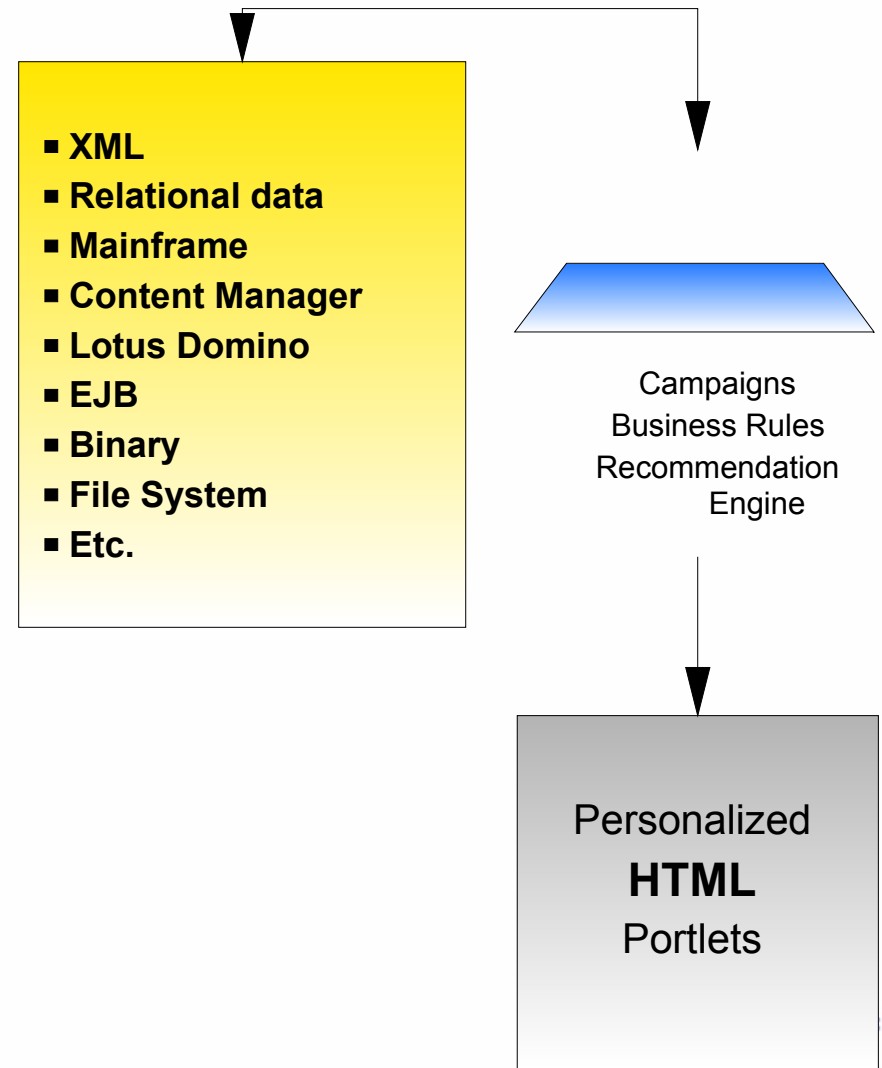 ▪ XML
▪ Relational data
▪ Mainframe
▪ Content Manager
▪ Lotus Domino
▪ EJB
▪ Binary
▪ File System
▪ Etc.
Campaigns
Business Rules
Recommendation
Engine
Personalized
HTML
Portlets